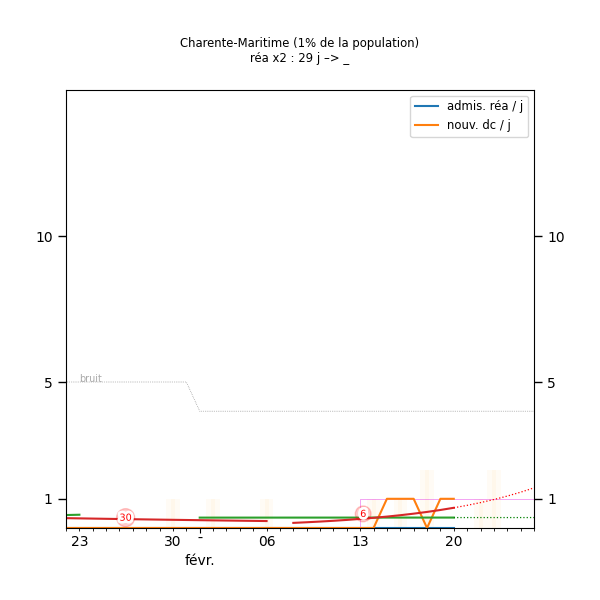 Charente-Maritime (1% de la population)
réa x2 : 29 j –> _
admis. réa / j
nouv. dc / j
10 10
bruit
5 5
30
6
1 1
23 30 - 06 13 20
févr.